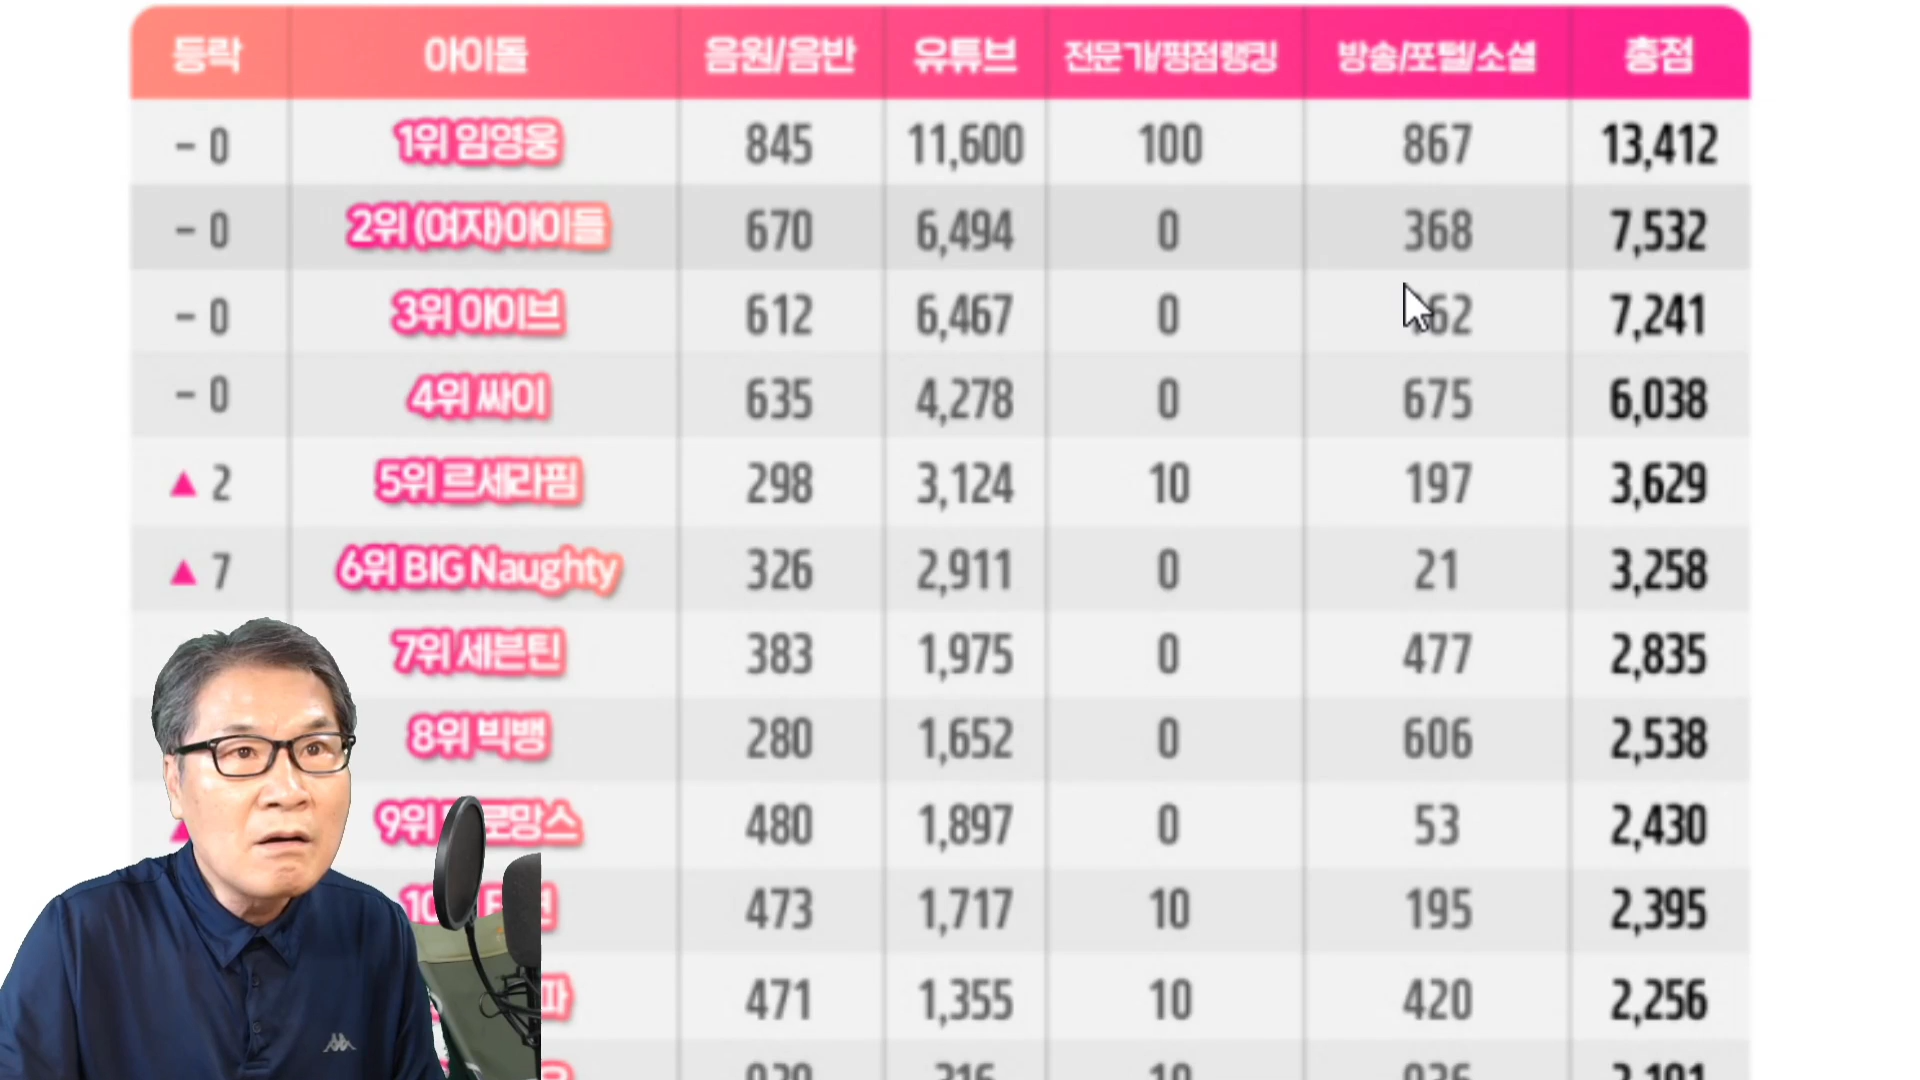 등락 아이돌 음원/음반 유튜브 전문가/평점랭킹 방송/포털/소셜 총점
– 0 1위 임영웅 845 11,600 100 867 13,412
– 0 2위 (여자)아이들 670 6,494 0 368 7,532
– 0 3위 아이브 612 6,467 0 62 7,241
– 0 4위 싸이 635 4,278 0 675 6,038
▲ 2 5위 르세라핌 298 3,124 10 197 3,629
▲ 7 6위 BIG Naughty 326 2,911 0 21 3,258
7위 세븐틴 383 1,975 0 477 2,835
8위 빅뱅 280 1,652 0 606 2,538
9위 로망스 480 1,897 0 53 2,430
473 1,717 10 195 2,395
471 1,355 10 420 2,256